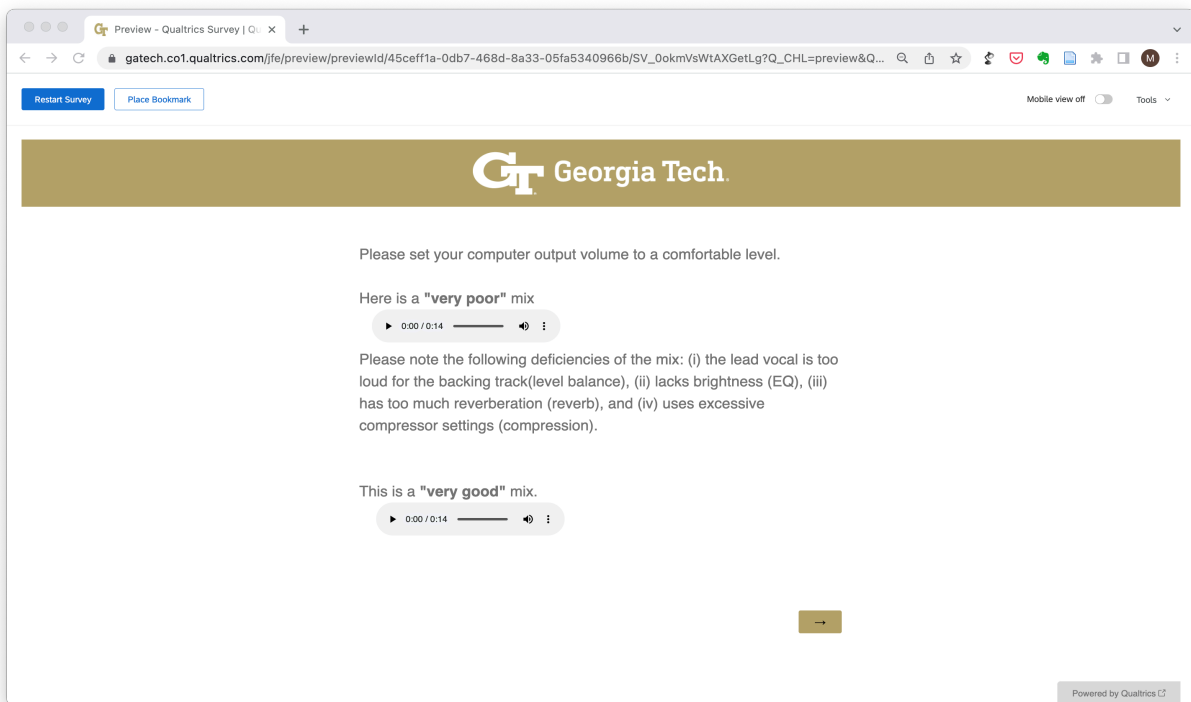 Preview - Qualtrics Survey | Qu
gatech.co1.qualtrics.com/jfe/preview/previewId/45ceff1a-0db7-468d-8a33-05fa5340966b/SV_0okmVsWtAXGetLg?Q_CHL=preview&Q...
M
Restart Survey
Place Bookmark
Mobile view off
Tools
GT Georgia Tech.
Please set your computer output volume to a comfortable level.
Here is a "very poor" mix
0:00 / 0:14
Please note the following deficiencies of the mix: (i) the lead vocal is too
loud for the backing track(level balance), (ii) lacks brightness (EQ), (iii)
has too much reverberation (reverb), and (iv) uses excessive
compressor settings (compression).
This is a "very good" mix.
0:00 / 0:14
→
Powered by Qualtrics